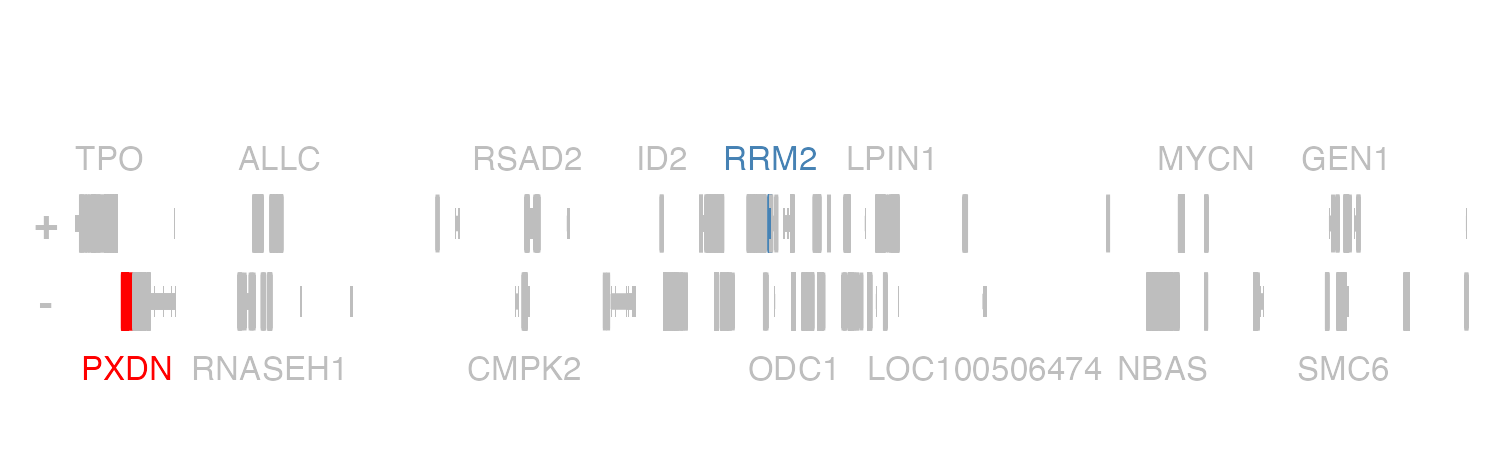 TPO ALLC RSAD2 ID2 RRM2 LPIN1 MYCN GEN1
+
-
PXDN RNASEH1 CMPK2 ODC1 LOC100506474 NBAS SMC6